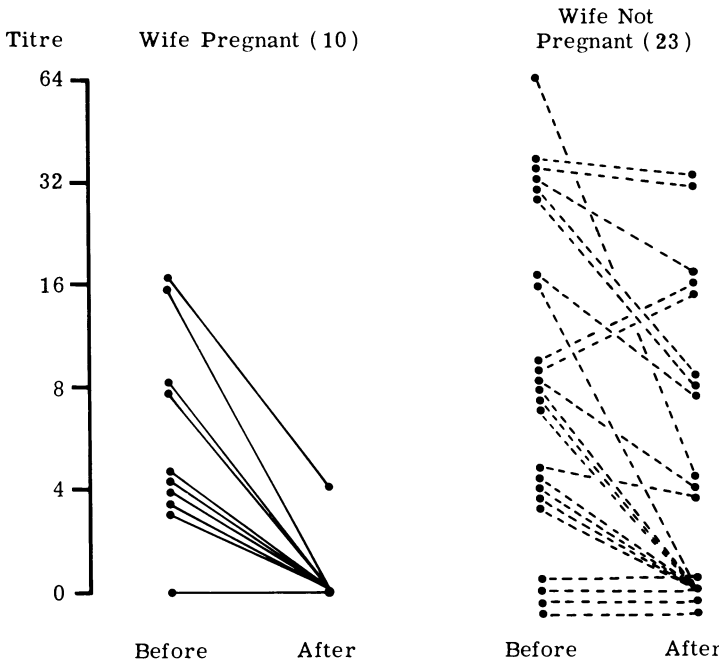 Titre
Wife Pregnant (10)
Wife Not
Pregnant (23)
64
32
16
8
4
0
Before
After
Before
After